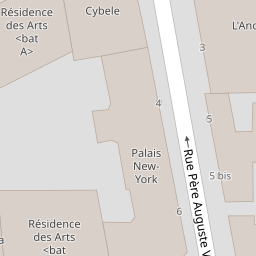 Résidence
des Arts
<bat
A>
Cybele
L'Anc
3
4
5
Palais
New-
York
← Rue Père Auguste V
5 bis
6
Résidence
des Arts
<bat
a